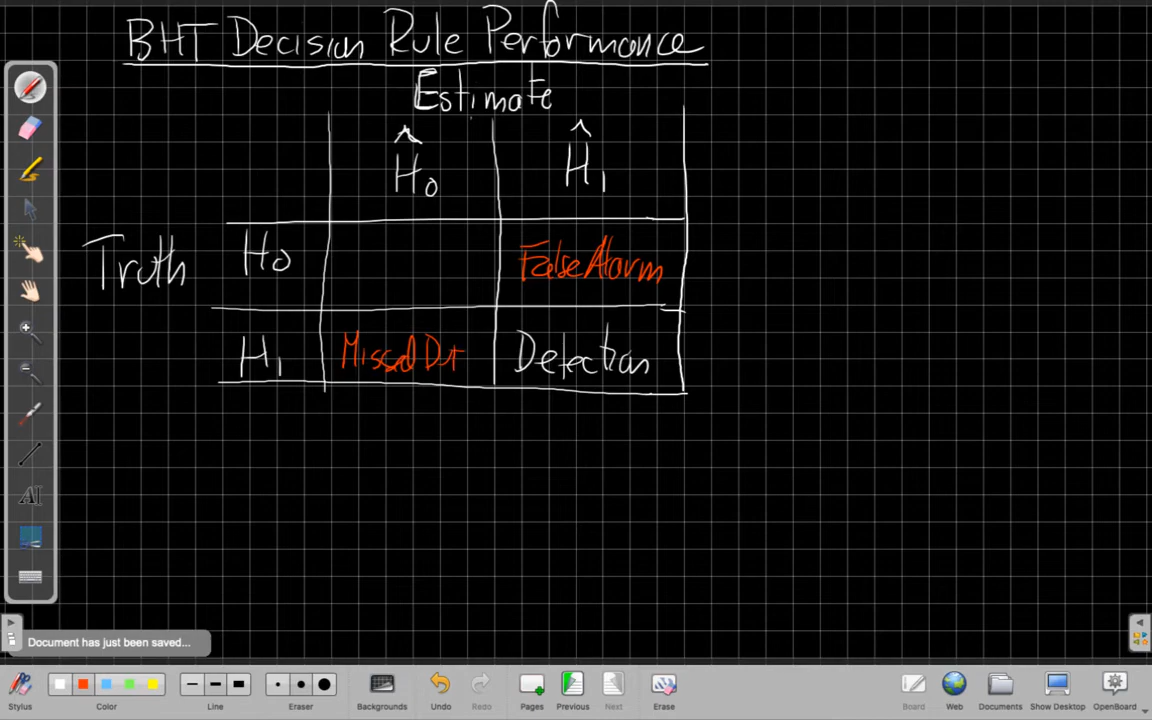 BHT Decision Rule Performance
Estimate
Ĥ0 Ĥ1
Truth H0 False Alarm
H1 Missed Det Detection
AI
Document has just been saved...
Stylus Color Line Eraser Backgrounds Undo Redo Pages Previous Next Erase Board Web Documents Show Desktop OpenBoard